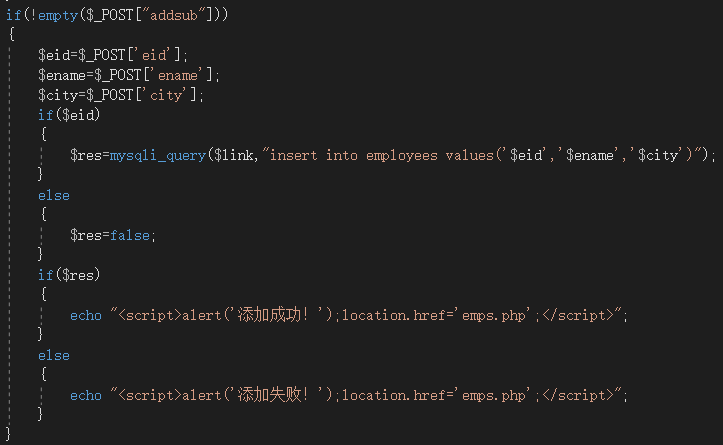 if(!empty($_POST["addsub"]))
{
$eid=$_POST['eid'];
$ename=$_POST['ename'];
$city=$_POST['city'];
if($eid)
{
$res=mysqli_query($link,"insert into employees values('$eid','$ename','$city')");
}
else
{
$res=false;
}
if($res)
{
echo "<script>alert('添加成功！');location.href='emps.php';</script>";
}
else
{
echo "<script>alert('添加失败！');location.href='emps.php';</script>";
}
}